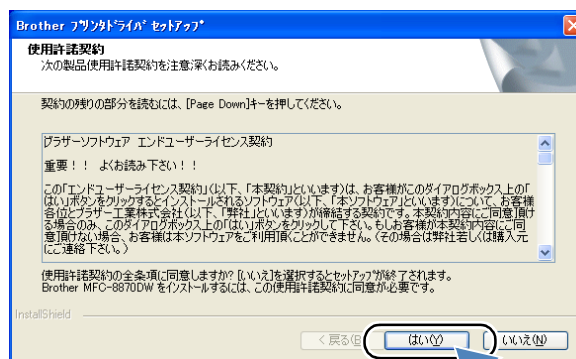 Brother プリンタドライバ セットアップ
使用許諾契約
次の製品使用許諾契約を注意深くお読みください。
契約の残りの部分を読むには、[Page Down]キーを押してください。
ブラザーソフトウェア エンドユーザーライセンス契約
重要！！ よくお読み下さい！！
この「エンドユーザーライセンス契約」（以下、「本契約」といいます）は、お客様がこのダイアログボックス上の「
はい」ボタンをクリックするとインストールされるソフトウェア（以下、「本ソフトウェア」といいます）について、お客様
各位とブラザー工業株式会社（以下、「弊社」といいます）が締結する契約です。本契約内容にご同意頂け
る場合のみ、このダイアログボックス上の「はい」ボタンをクリックして下さい。もしお客様が本契約内容にご同
意頂けない場合、お客様は本ソフトウェアをご利用頂くことができません。（その場合は弊社若しくは購入元
にご連絡下さい。）
使用許諾契約の全条項に同意しますか? [いいえ]を選択するとセットアップが終了されます。
Brother MFC-8870DW をインストールするには、この使用許諾契約に同意が必要です。
InstallShield
< 戻る(B) はい(Y) いいえ(N)